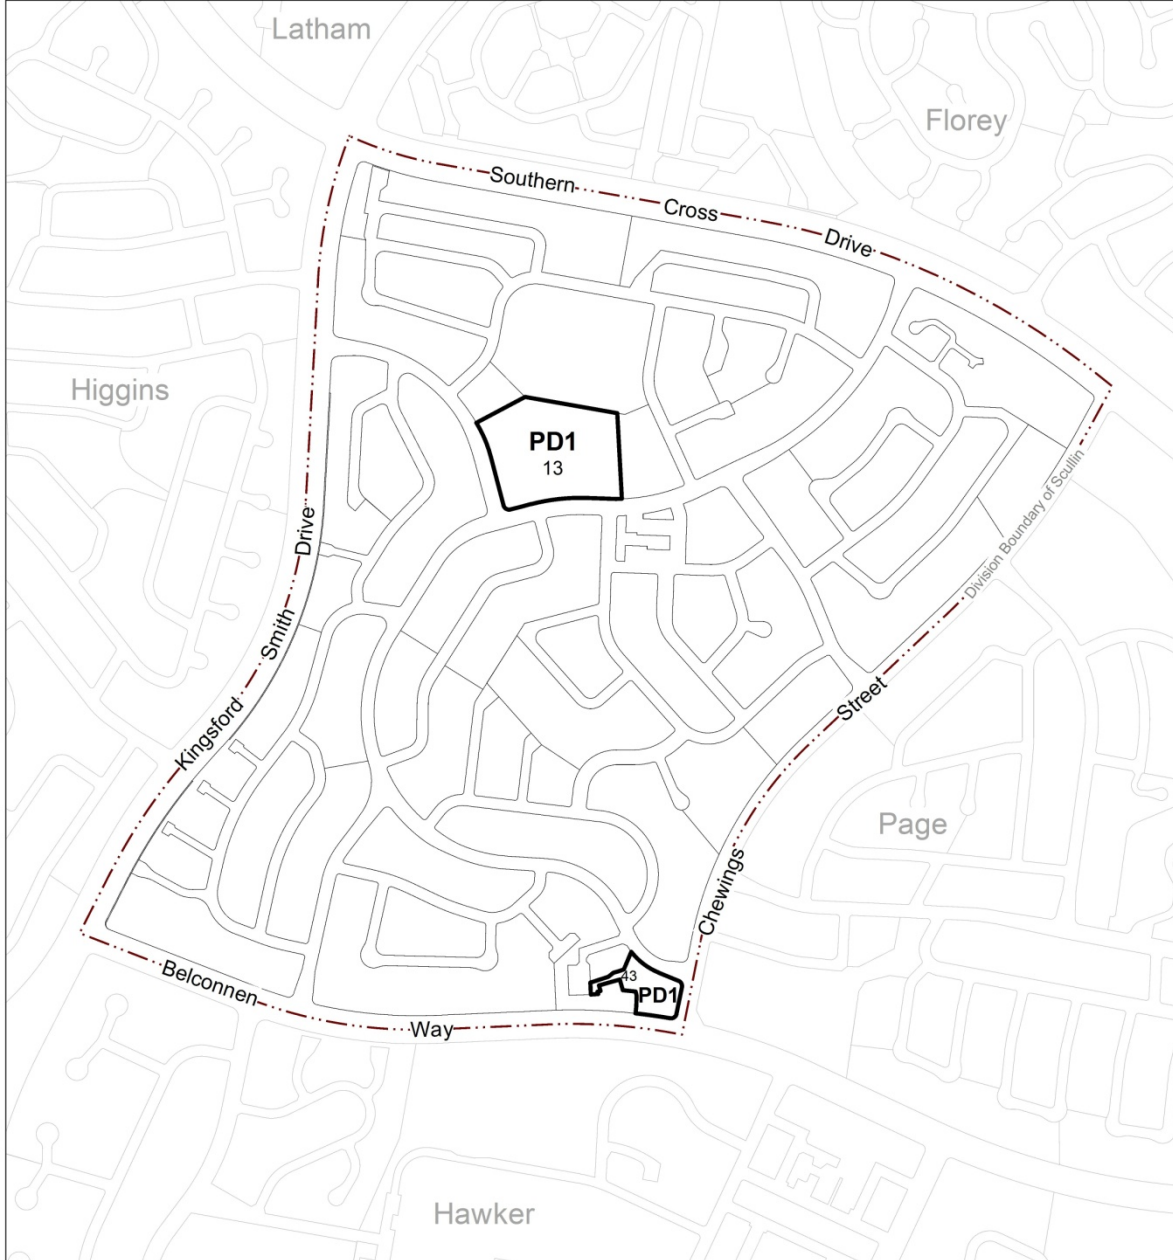 Latham
Florey
Southern
Cross
Drive
Higgins
PD1
13
Division Boundary of Scullin
Drive
Smith
Kingsford
Street
Page
Chewings
43
PD1
Belconnen
Way
Hawker